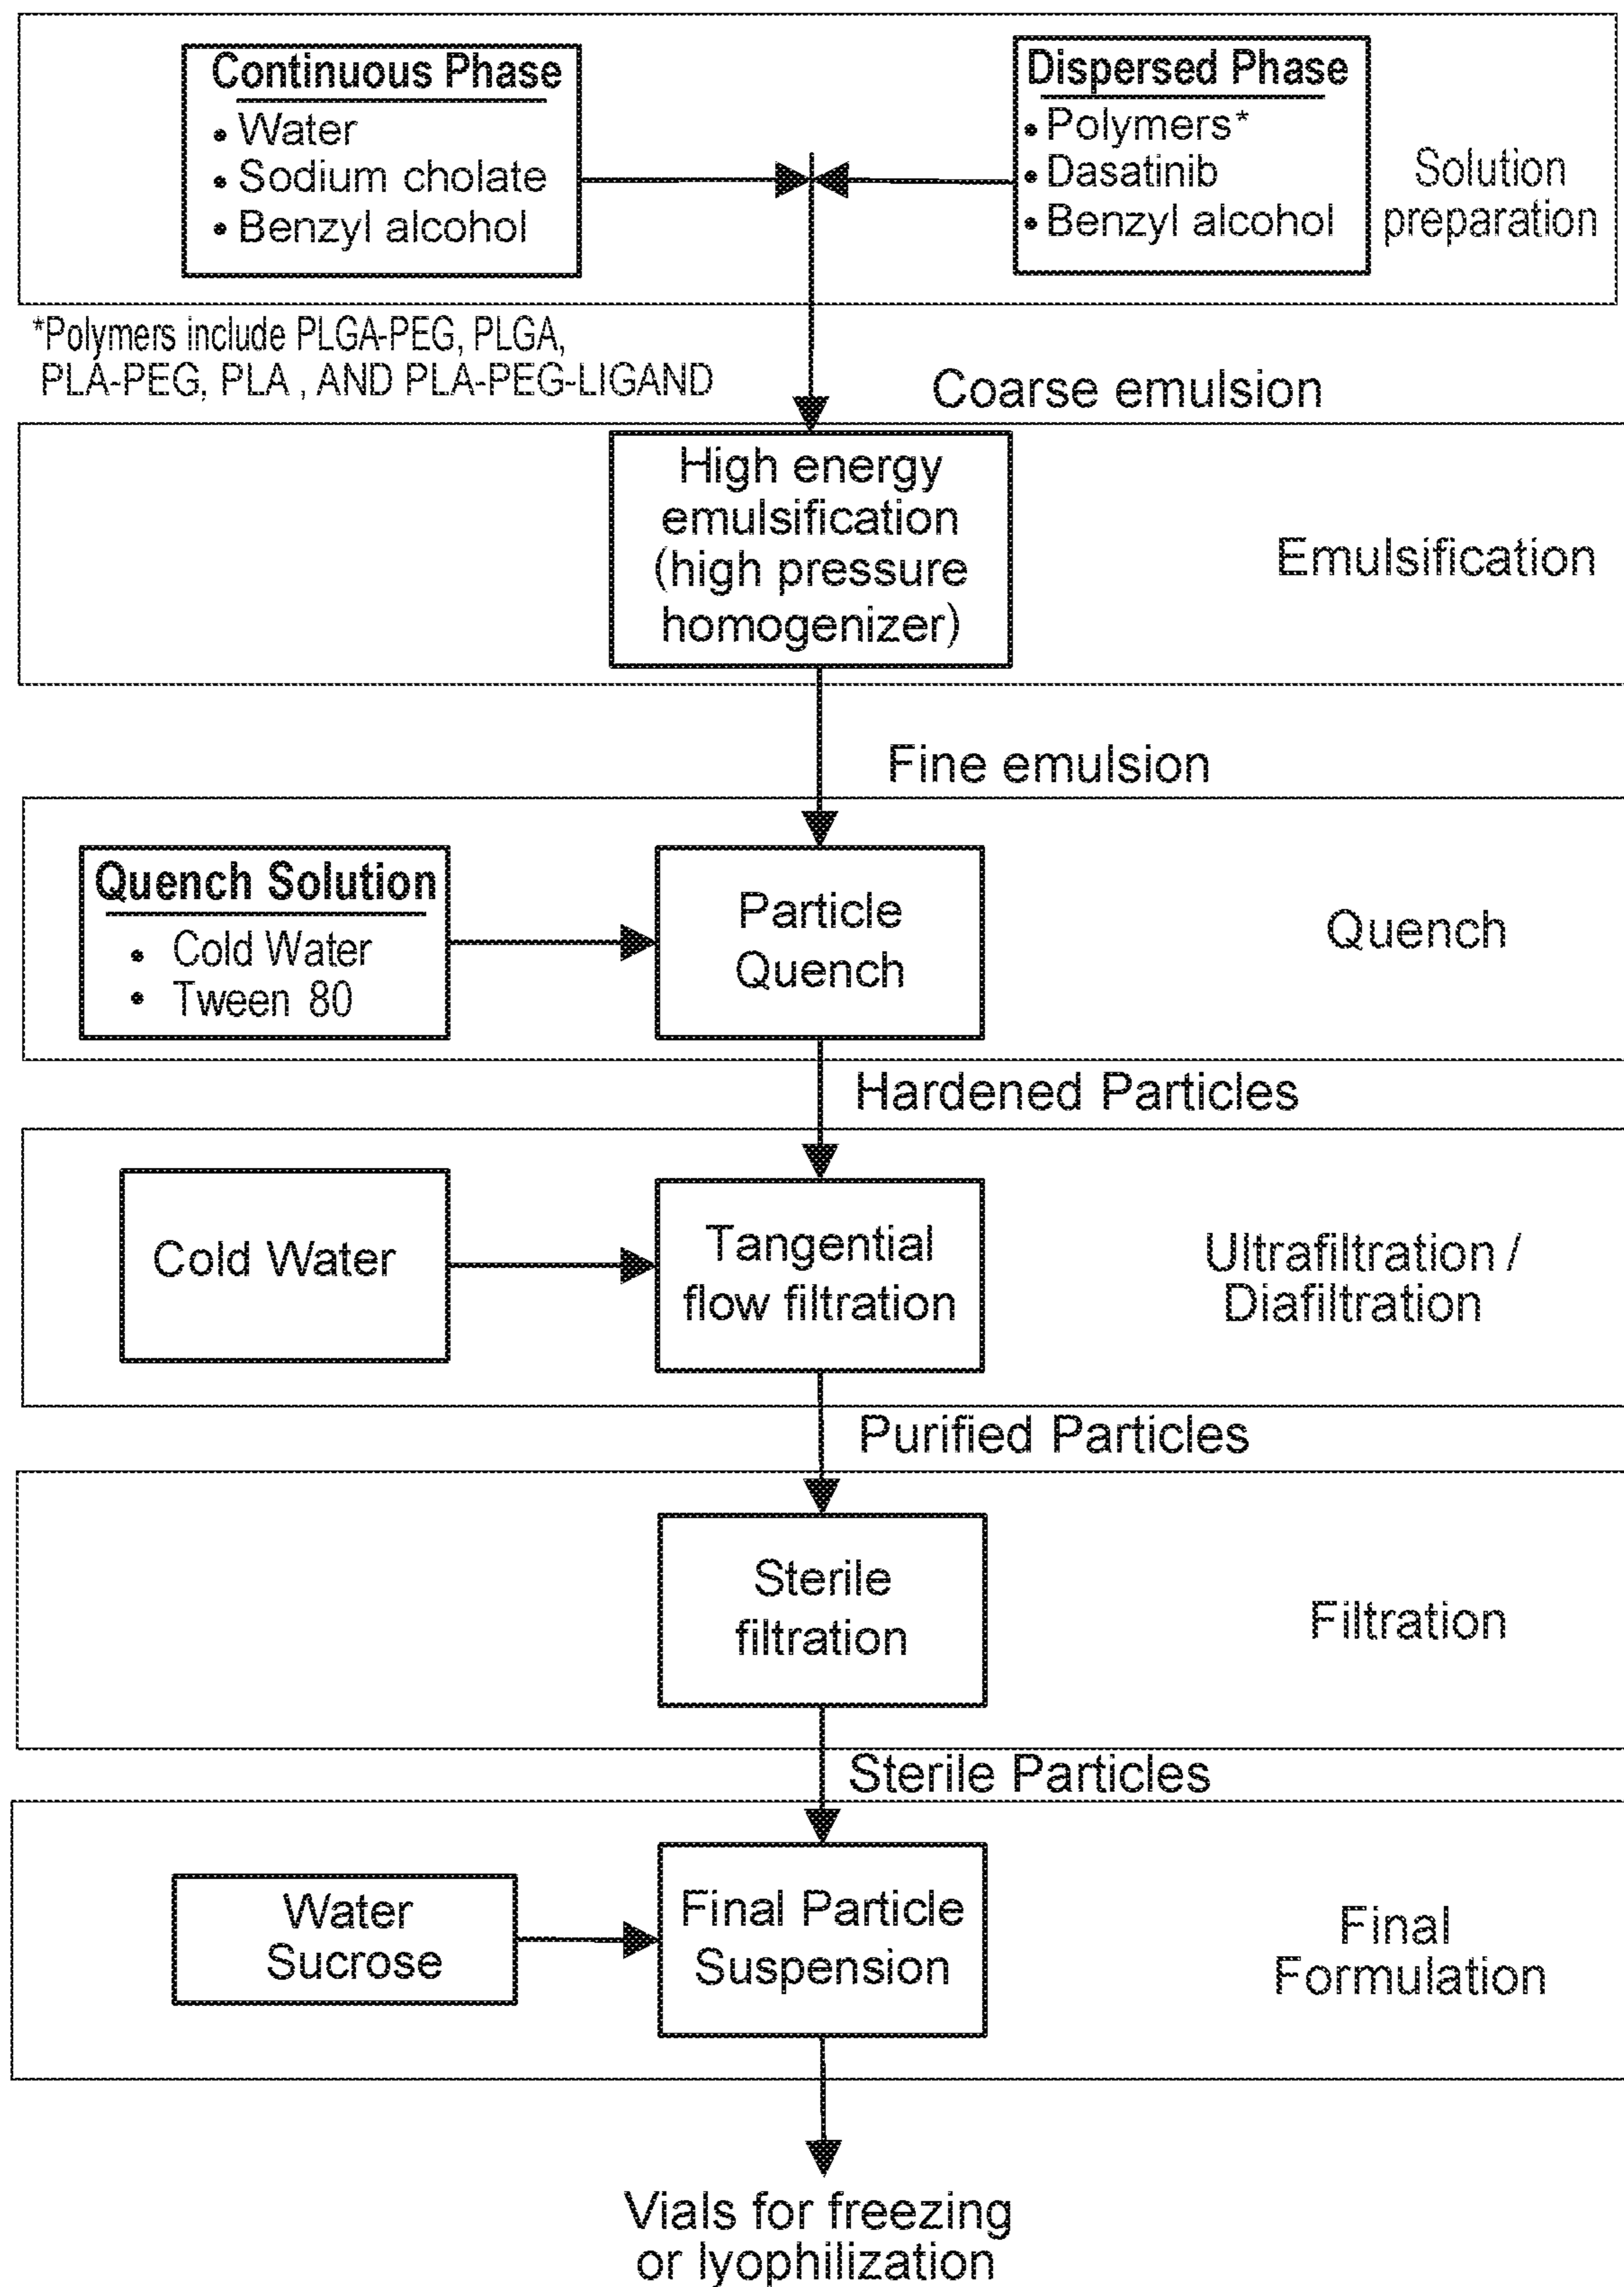 Continuous Phase
• Water
• Sodium cholate
• Benzyl alcohol
Dispersed Phase
• Polymers*
• Dasatinib
• Benzyl alcohol
Solution
preparation
*Polymers include PLGA-PEG, PLGA,
PLA-PEG, PLA , AND PLA-PEG-LIGAND
Coarse emulsion
High energy
emulsification
(high pressure
homogenizer)
Emulsification
Fine emulsion
Quench Solution
• Cold Water
• Tween 80
Particle
Quench
Quench
Hardened Particles
Cold Water
Tangential
flow filtration
Ultrafiltration /
Diafiltration
Purified Particles
Sterile
filtration
Filtration
Sterile Particles
Water
Sucrose
Final Particle
Suspension
Final
Formulation
Vials for freezing
or lyophilization